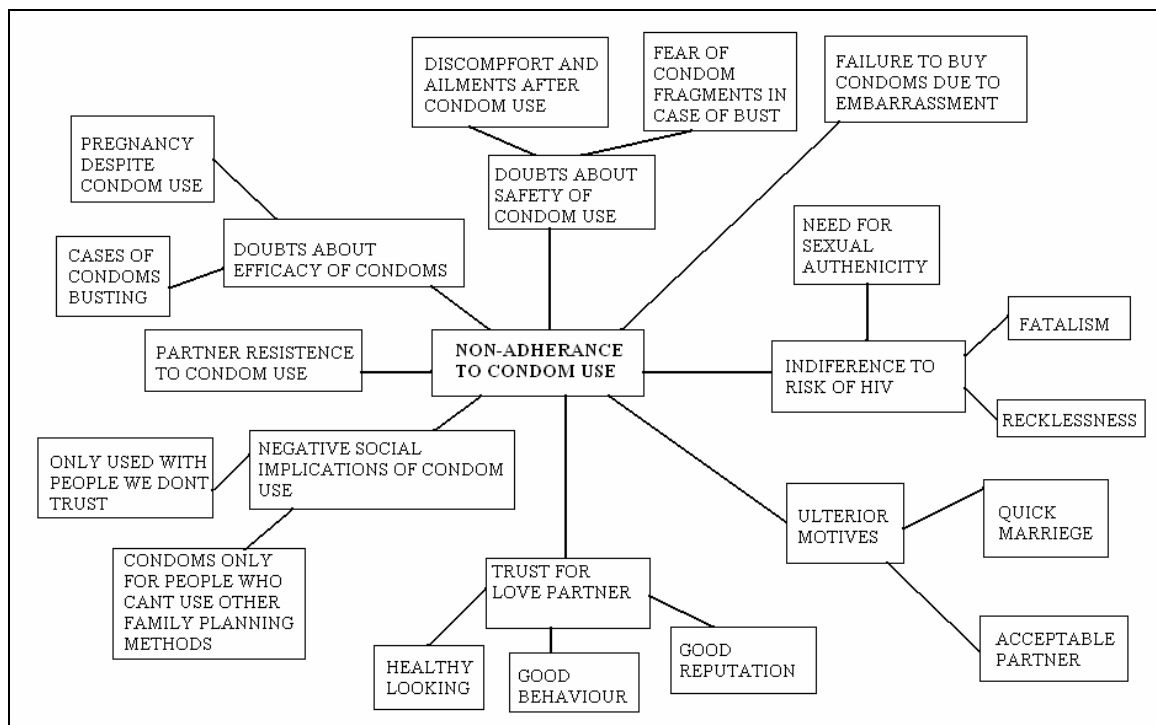 DISCOMPFORT AND
AILMENTS AFTER
CONDOM USE
FEAR OF
CONDOM
FRAGMENTS IN
CASE OF BUST
FAILURE TO BUY
CONDOMS DUE TO
EMBARRASSMENT
PREGNANCY
DESPITE
CONDOM USE
DOUBTS ABOUT
SAFETY OF
CONDOM USE
NEED FOR
SEXUAL
AUTHENICITY
CASES OF
CONDOMS
BUSTING
DOUBTS ABOUT
EFFICACY OF CONDOMS
FATALISM
PARTNER RESISTENCE
TO CONDOM USE
NON-ADHERANCE
TO CONDOM USE
INDIFERENCE TO
RISK OF HIV
RECKLESSNESS
ONLY USED WITH
PEOPLE WE DONT
TRUST
NEGATIVE SOCIAL
IMPLICATIONS OF CONDOM
USE
ULTERIOR
MOTIVES
QUICK
MARRIEGE
CONDOMS ONLY
FOR PEOPLE WHO
CANT USE OTHER
FAMILY PLANNING
METHODS
TRUST FOR
LOVE PARTNER
HEALTHY
LOOKING
GOOD
BEHAVIOUR
GOOD
REPUTATION
ACCEPTABLE
PARTNER